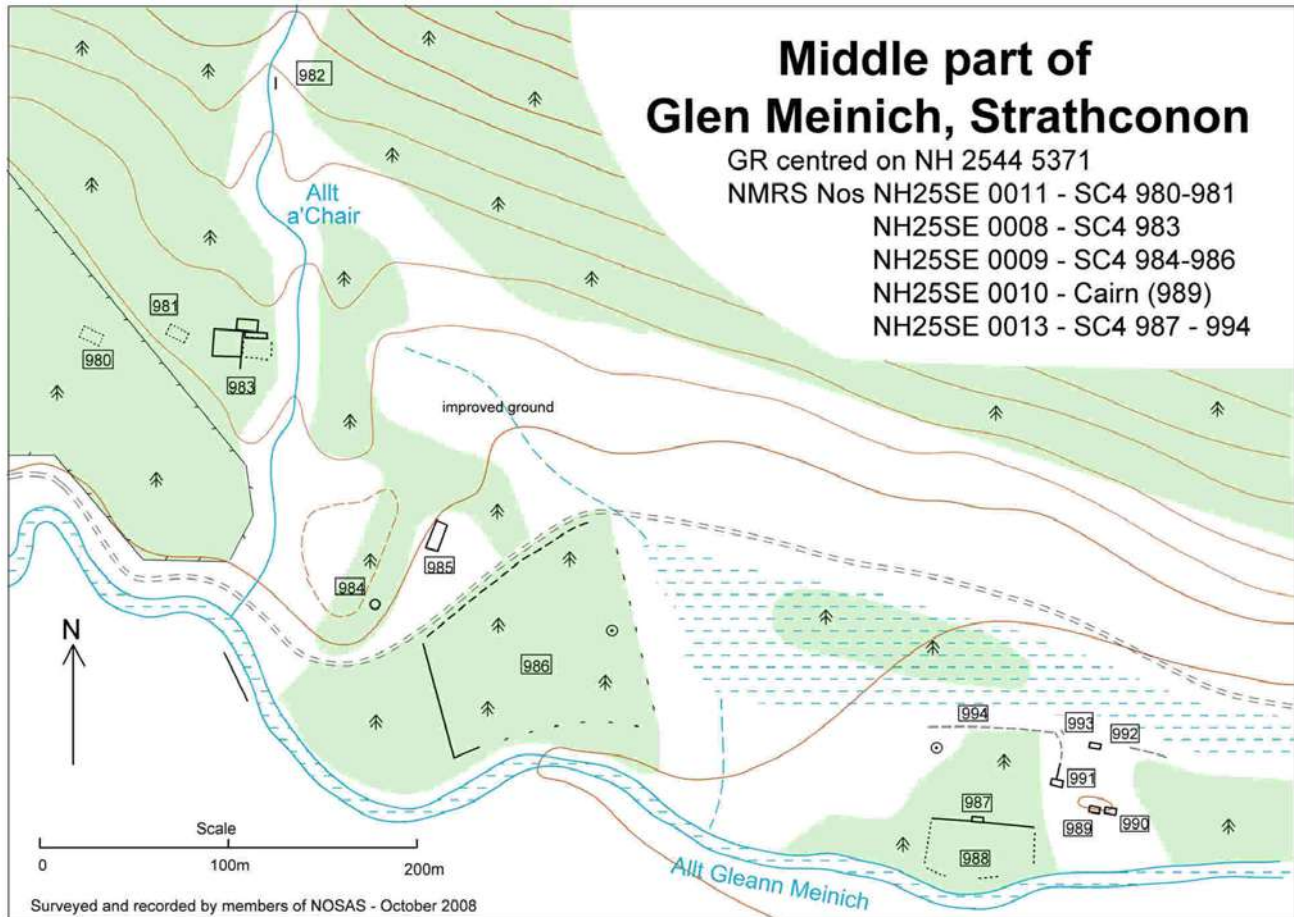 Middle part of
Glen Meinich, Strathconon
GR centred on NH 2544 5371
NMRS Nos NH25SE 0011 - SC4 980-981
NH25SE 0008 - SC4 983
NH25SE 0009 - SC4 984-986
NH25SE 0010 - Cairn (989)
NH25SE 0013 - SC4 987 - 994
982
Allt
a'Chair
981
980
983
improved ground
984
985
986
N
994
993
992
991
987
989
990
988
Scale
0
100m
200m
Allt Gleann Meinich
Surveyed and recorded by members of NOSAS - October 2008